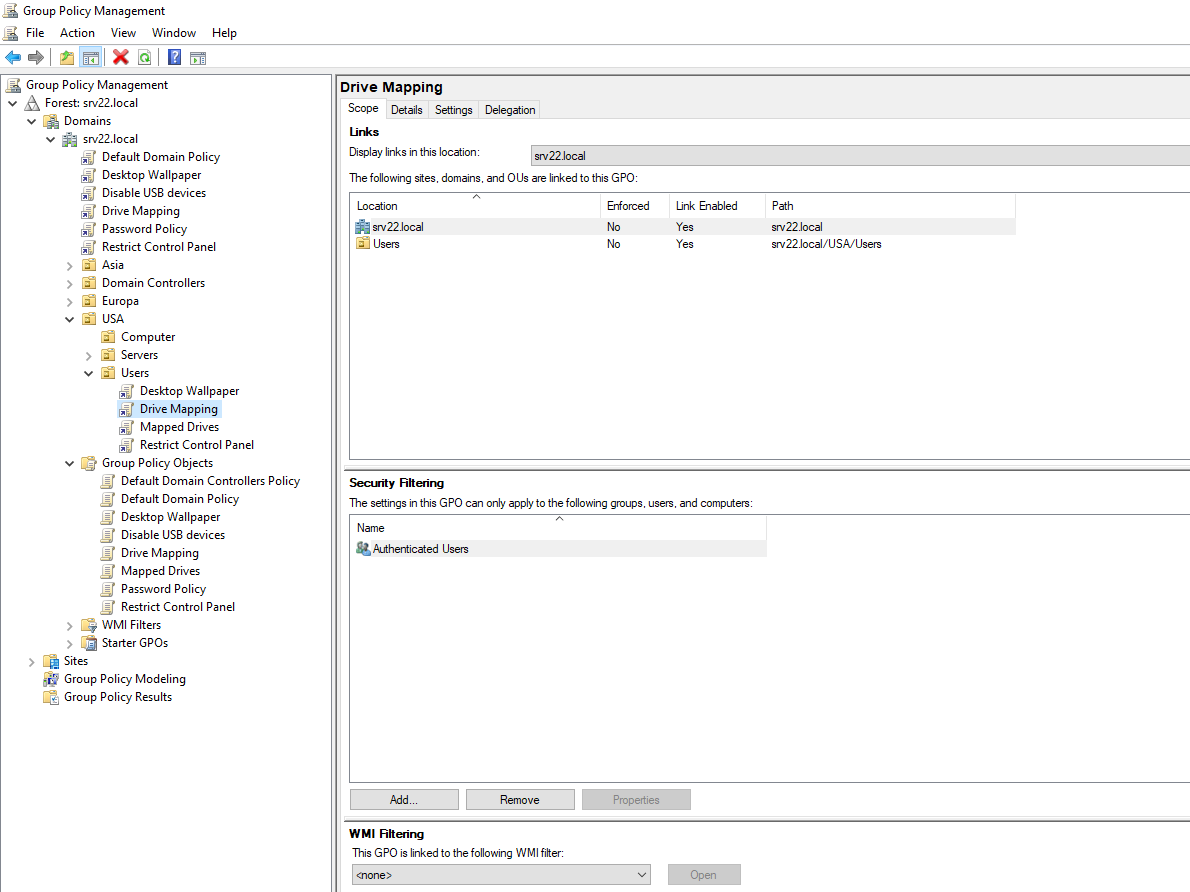 Group Policy Management
File Action View Window Help
Group Policy Management
Forest: srv22.local
Domains
srv22.local
Default Domain Policy
Desktop Wallpaper
Disable USB devices
Drive Mapping
Password Policy
Restrict Control Panel
Asia
Domain Controllers
Europa
USA
Computer
Servers
Users
Desktop Wallpaper
Drive Mapping
Mapped Drives
Restrict Control Panel
Group Policy Objects
Default Domain Controllers Policy
Default Domain Policy
Desktop Wallpaper
Disable USB devices
Drive Mapping
Mapped Drives
Password Policy
Restrict Control Panel
WMI Filters
Starter GPOs
Sites
Group Policy Modeling
Group Policy Results
Drive Mapping
Scope Details Settings Delegation
Links
Display links in this location: srv22.local
The following sites, domains, and OUs are linked to this GPO:
Location Enforced Link Enabled Path
srv22.local No Yes srv22.local
Users No Yes srv22.local/USA/Users
Security Filtering
The settings in this GPO can only apply to the following groups, users, and computers:
Name
Authenticated Users
Add... Remove Properties
WMI Filtering
This GPO is linked to the following WMI filter:
<none> Open